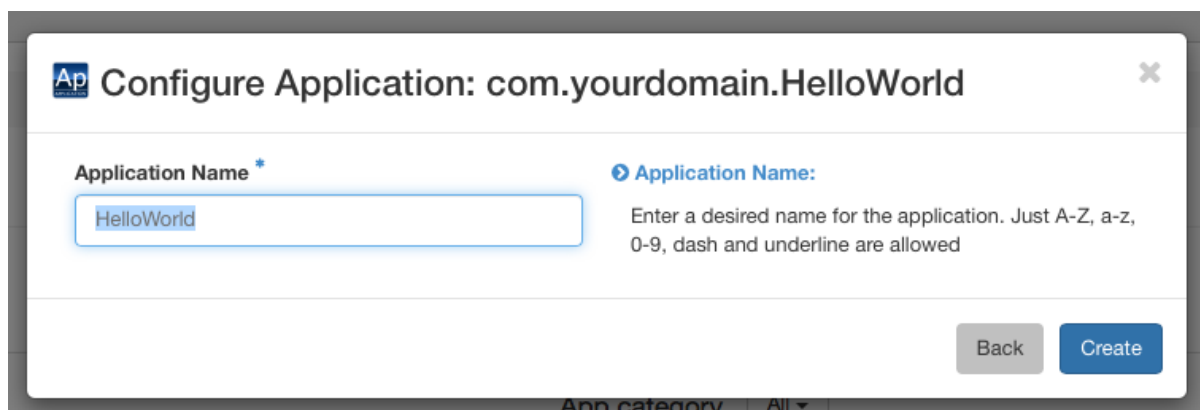 Ap Configure Application: com.yourdomain.HelloWorld
Application Name *
HelloWorld
Application Name:
Enter a desired name for the application. Just A-Z, a-z,
0-9, dash and underline are allowed
Back
Create
App category All